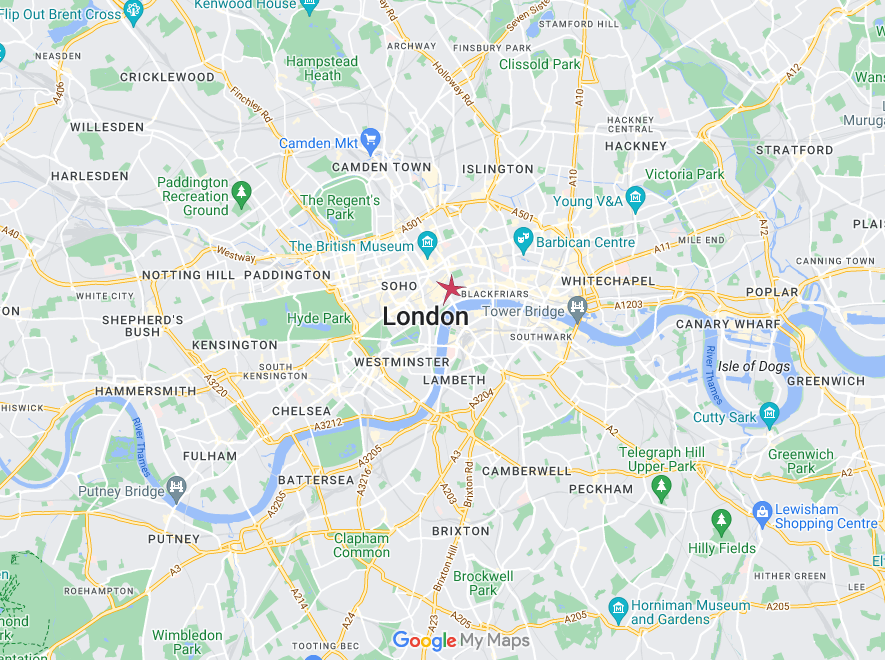 Flip Out Brent Cross
Kenwood House
Seven Sister
STAMFORD HILL
ARCHWAY
FINSBURY PARK
NEASDEN
Hampstead
Heath
Clissold Park
CRICKLEWOOD
Holloway Rd
A12
A406
Finchley Rd
A10
WILLESDEN
HACKNEY
CENTRAL
Camden Mkt
HACKNEY
STRATFORD
CAMDEN TOWN
ISLINGTON
HARLESDEN
Victoria Park
A10
Paddington
Recreation
Ground
The Regent's
Park
Young V&A
A501
A501
A12
A40
The British Museum
Barbican Centre
MILE END
A11
Westway
CANNING TOWN
NOTTING HILL
PADDINGTON
SOHO
BLACKFRIARS
WHITECHAPEL
POPLAR
WHITE CITY
A1203
SHEPHERD'S
BUSH
Hyde Park
London
Tower Bridge
CANARY WHARF
KENSINGTON
SOUTHWARK
WESTMINSTER
River Thames
Isle of Dogs
SOUTH
KENSINGTON
LAMBETH
GREENWICH
HAMMERSMITH
A3220
A3204
CHISWICK
CHELSEA
Cutty Sark
A3212
A2
River Thames
FULHAM
A3205
A3
Telegraph Hill
Upper Park
Greenwich
Park
BATTERSEA
A3216
Brixton Rd
CAMBERWELL
A2
Putney Bridge
A203
PECKHAM
A3205
Lewisham
Shopping Centre
PUTNEY
Clapham
Common
BRIXTON
Hilly Fields
A3
Brixton Hill
Brockwell
Park
HITHER GREEN
ROEHAMPTON
A214
LEE
A24
A23
A205
A205
Horniman Museum
and Gardens
A205
Wimbledon
Park
TOOTING BEC
Google My Maps